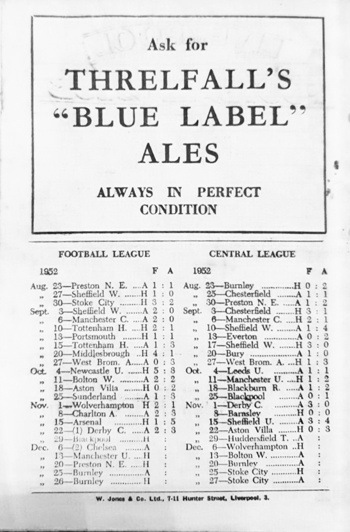 Ask for
THRELFALL'S
"BLUE LABEL"
ALES
ALWAYS IN PERFECT
CONDITION
FOOTBALL LEAGUE
1952 F A
Aug. 23—Preston N. E. ...A 1 : 1
„ 27—Sheffield W. ......H 1 : 0
„ 30—Stoke City .........H 3 : 2
Sept. 3—Sheffield W. ......A 2 : 0
„ 6—Manchester C. ...A 2 : 0
„ 10—Tottenham H. ...H 2 : 1
„ 13—Portsmouth ......H 1 : 1
„ 15—Tottenham H. ...A 1 : 3
„ 20—Middlesbrough ...H 4 : 1
„ 27—West Brom. ......A 0 : 3
Oct. 4—Newcastle U. ......H 5 : 3
„ 11—Bolton W. .........A 2 : 2
„ 18—Aston Villa ......H 0 : 2
„ 25—Sunderland ......A 1 : 3
Nov. 1—Wolverhampton H 2 : 1
„ 8—Charlton A. ......A 2 : 3
„ 15—Arsenal ............H 1 : 5
„ 22—(1) Derby C. ......A 2 : 3
„ 29—Blackpool .........H :
Dec. 6—(2) Chelsea ......A :
„ 13—Manchester U. ...H :
„ 20—Preston N. E. ...H :
„ 25—Burnley ............A :
„ 26—Burnley ............H :
CENTRAL LEAGUE
1952 F A
Aug. 23—Burnley ............H 0 : 2
„ 25—Chesterfield ......A 1 : 1
„ 30—Preston N. E. ...A 1 : 2
Sept. 3—Chesterfield ......H 3 : 1
„ 6—Manchester C. ...H 2 : 1
„ 10—Sheffield W. ......A 1 : 4
„ 13—Everton ............A 0 : 2
„ 17—Sheffield W. ......H 3 : 0
„ 20—Bury ...............A 1 : 0
„ 27—West Brom. A. ..H 1 : 3
Oct. 4—Leeds U. ............A 1 : 1
„ 11—Manchester U. ...H 1 : 2
„ 18—Blackburn R. ......A 1 : 2
„ 25—Blackpool .........A 0 : 1
Nov. 1—Derby C. ............A 3 : 0
„ 8—Barnsley ............H 0 : 0
„ 15—Sheffield U. ......A 3 : 4
„ 22—Aston Villa ......H 0 : 3
„ 29—Huddersfield T. ...A :
Dec. 6—Wolverhampton ..H :
„ 13—Bolton W. .........A :
„ 20—Burnley ............A :
„ 25—Stoke City .........H :
„ 27—Stoke City .........H :
W. Jones & Co. Ltd., 7-11 Hunter Street, Liverpool, 3.